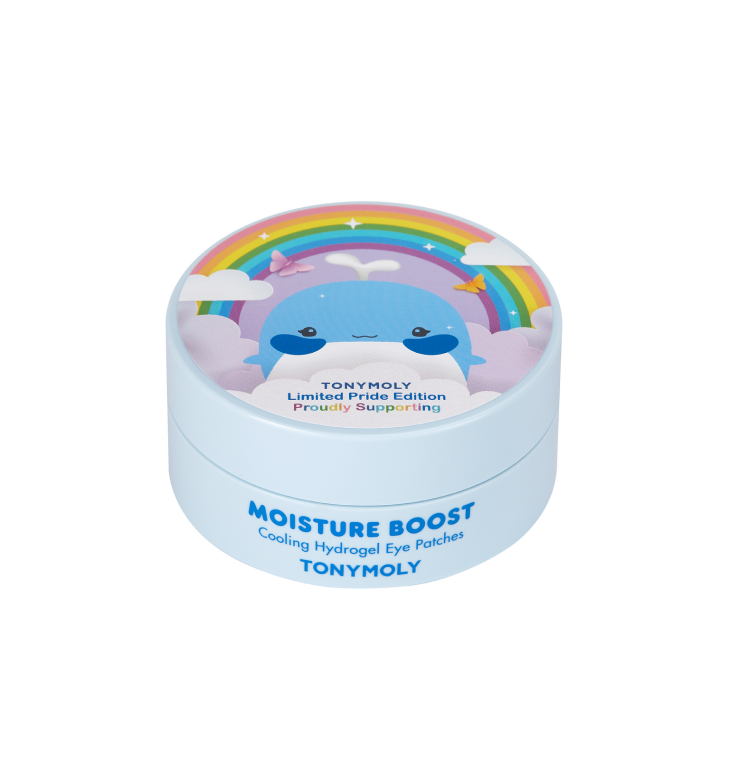 TONYMOLY
Limited Pride Edition
Proudly Supporting
MOISTURE BOOST
Cooling Hydrogel Eye Patches
TONYMOLY